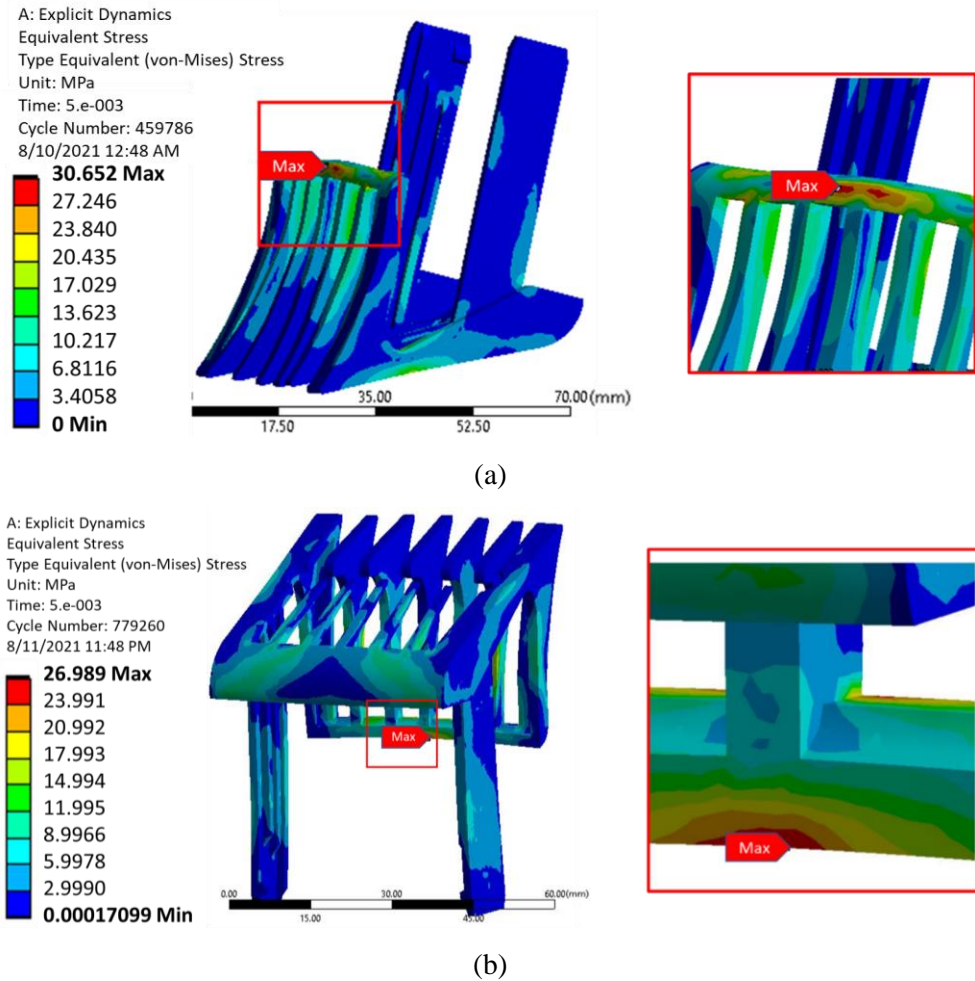 A: Explicit Dynamics
Equivalent Stress
Type Equivalent (von-Mises) Stress
Unit: MPa
Time: 5.e-003
Cycle Number: 459786
8/10/2021 12:48 AM
30.652 Max
27.246
23.840
20.435
17.029
13.623
10.217
6.8116
3.4058
0 Min
Max
Max
35.00
70.00 (mm)
17.50
52.50
(a)
A: Explicit Dynamics
Equivalent Stress
Type Equivalent (von-Mises) Stress
Unit: MPa
Time: 5.e-003
Cycle Number: 779260
8/11/2021 11:48 PM
26.989 Max
23.991
20.992
17.993
14.994
11.995
8.9966
5.9978
2.9990
0.00017099 Min
Max
Max
0.00
30.00
60.00(mm)
15.00
45.00
(b)